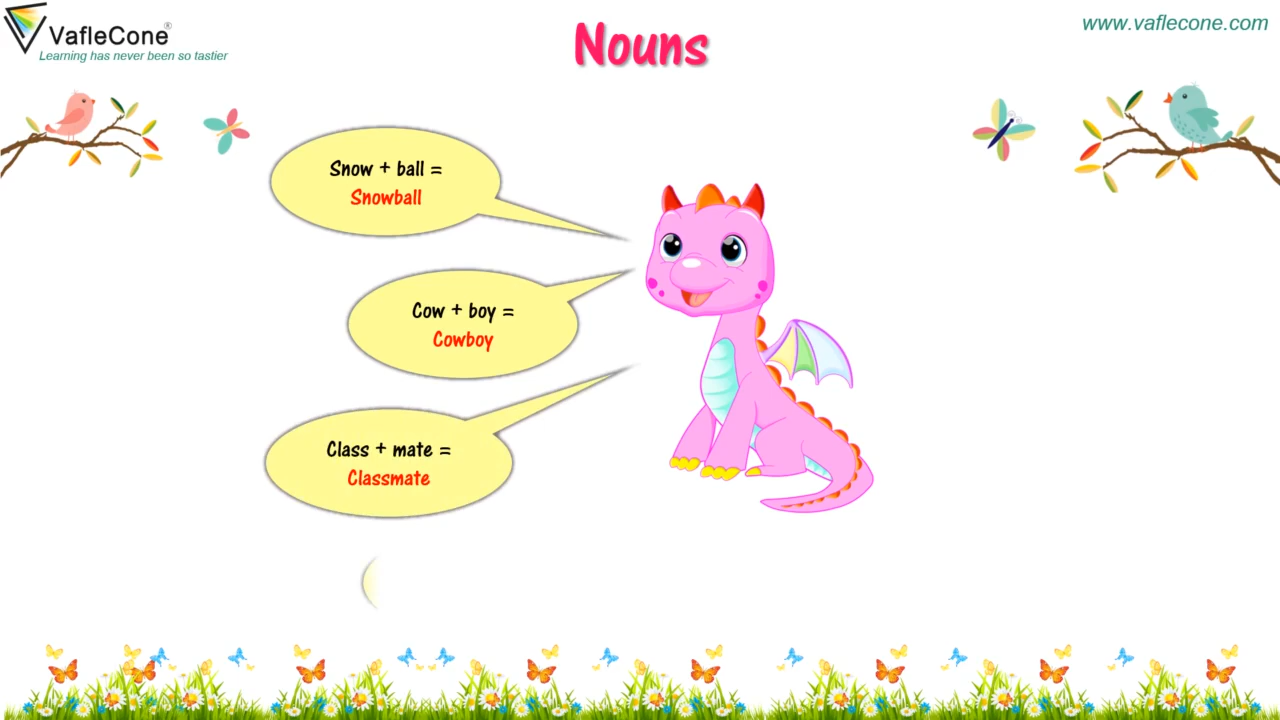 VafleCone®
Learning has never been so tastier
Nouns
www.vaflecone.com
Snow + ball =
Snowball
Cow + boy =
Cowboy
Class + mate =
Classmate